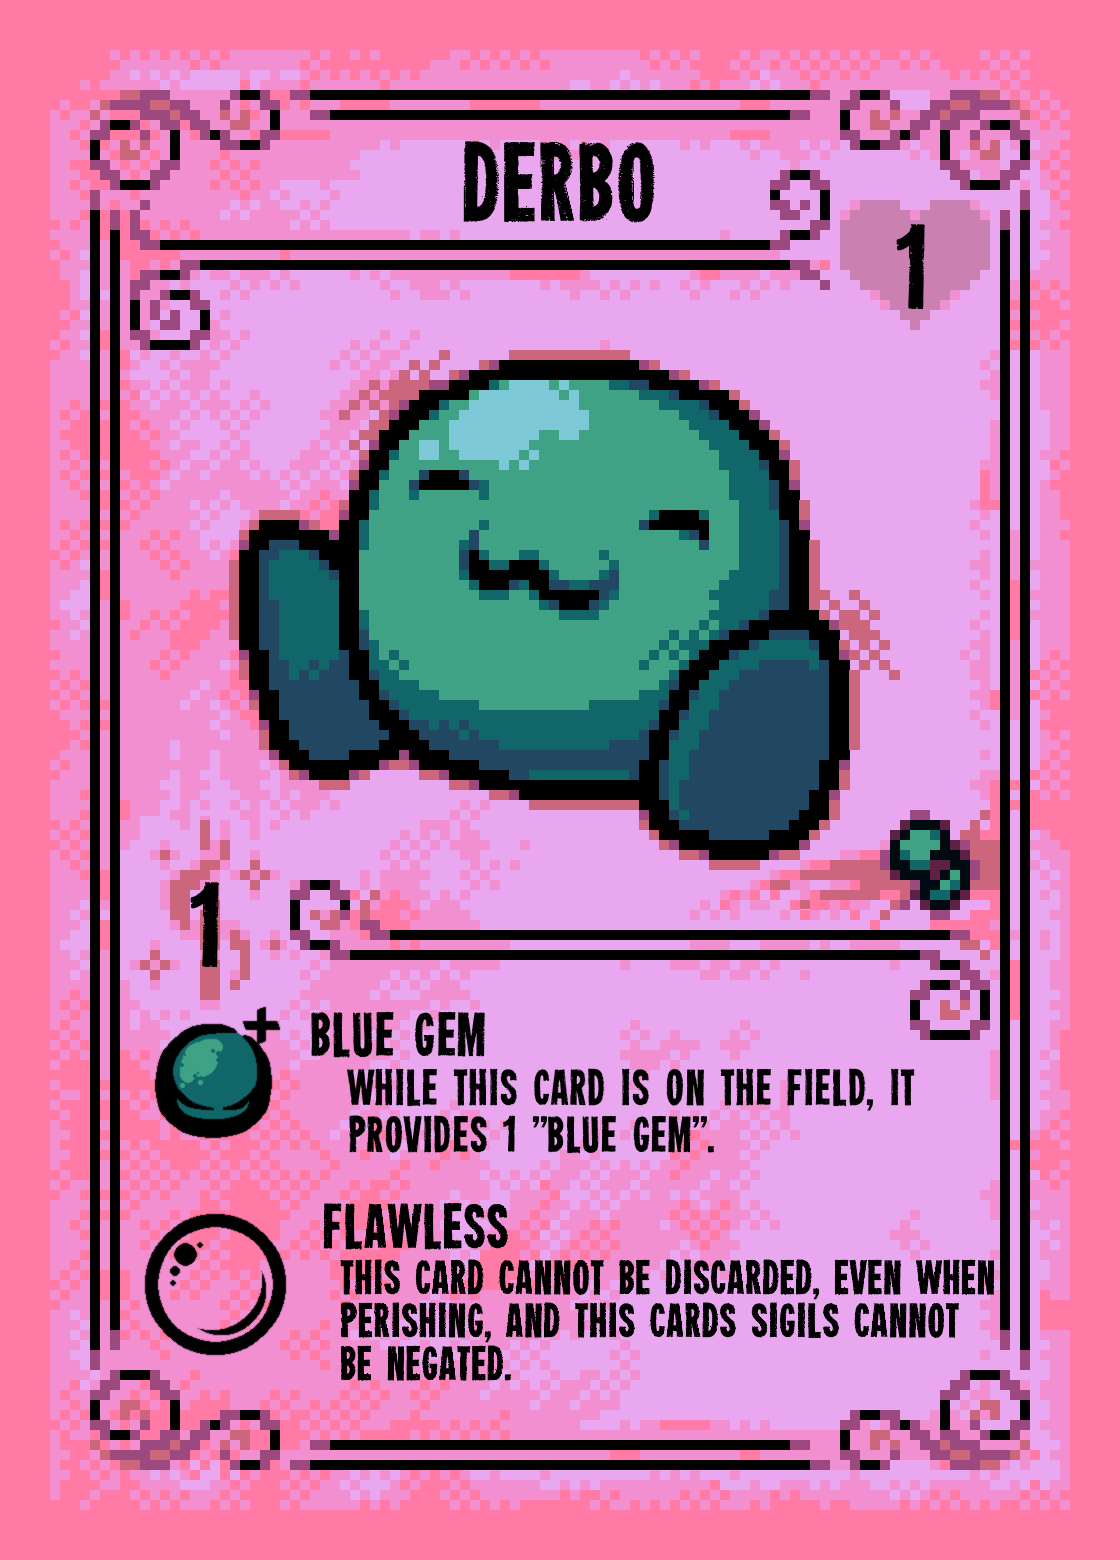 DERBO
1
1
BLUE GEM
WHILE THIS CARD IS ON THE FIELD, IT
PROVIDES 1 ”BLUE GEM”.
FLAWLESS
THIS CARD CANNOT BE DISCARDED, EVEN WHEN
PERISHING, AND THIS CARDS SIGILS CANNOT
BE NEGATED.